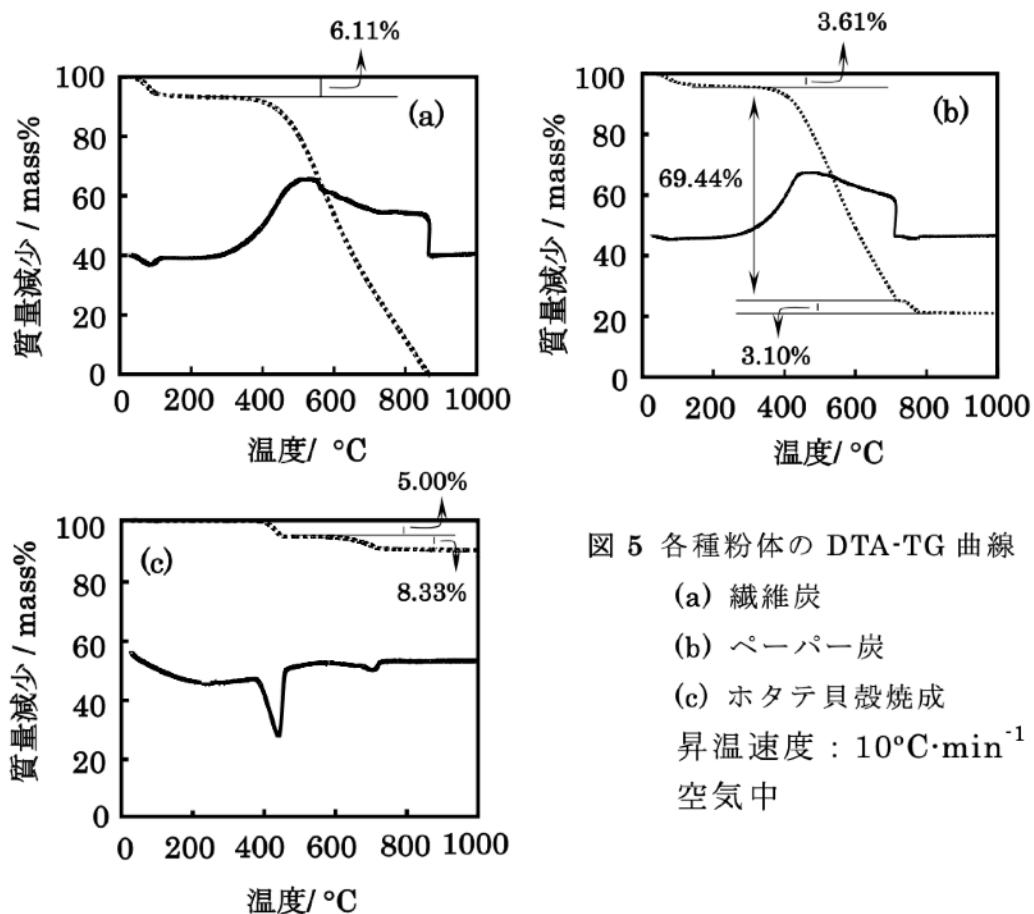 6.11%
100
80
60
40
20
0
質量減少 / mass%
(a)
0 200 400 600 800 1000
温度/ °C
3.61%
100
80
60
40
20
0
質量減少 / mass%
(b)
69.44%
3.10%
0 200 400 600 800 1000
温度/ °C
5.00%
100
80
60
40
20
0
質量減少 / mass%
(c)
8.33%
0 200 400 600 800 1000
温度/ °C
図 5 各種粉体の DTA-TG 曲線
(a) 繊維炭
(b) ペーパー炭
(c) ホタテ貝殻焼成
昇温速度 : 10°C·min⁻¹
空気中